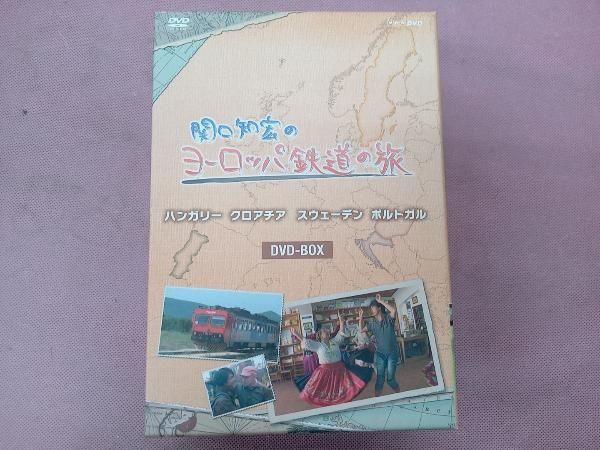 DVD
DVD
関口知宏の
ヨーロッパ鉄道の旅
ハンガリー クロアチア スウェーデン ポルトガル
DVD-BOX